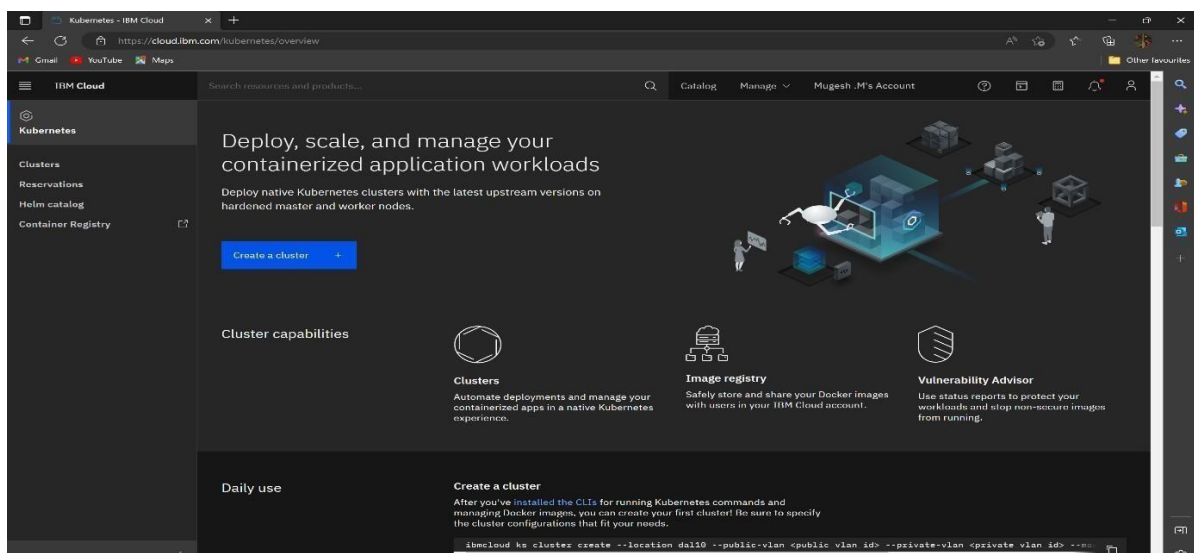 Kubernetes - IBM Cloud
https://cloud.ibm.com/kubernetes/overview
Gmail YouTube Maps Other favourites
IBM Cloud Search resources and products... Catalog Manage Mugesh .M's Account
Kubernetes
Clusters
Reservations
Helm catalog
Container Registry
Deploy, scale, and manage your
containerized application workloads
Deploy native Kubernetes clusters with the latest upstream versions on
hardened master and worker nodes.
Create a cluster +
Cluster capabilities
Clusters
Automate deployments and manage your
containerized apps in a native Kubernetes
experience.
Image registry
Safely store and share your Docker images
with users in your IBM Cloud account.
Vulnerability Advisor
Use status reports to protect your
workloads and stop non-secure images
from running.
Daily use
Create a cluster
After you've installed the CLIs for running Kubernetes commands and
managing Docker images, you can create your first cluster! Be sure to specify
the cluster configurations that fit your needs.
ibmcloud ks cluster create --location dal10 --public-vlan <public vlan id> --private-vlan <private vlan id>